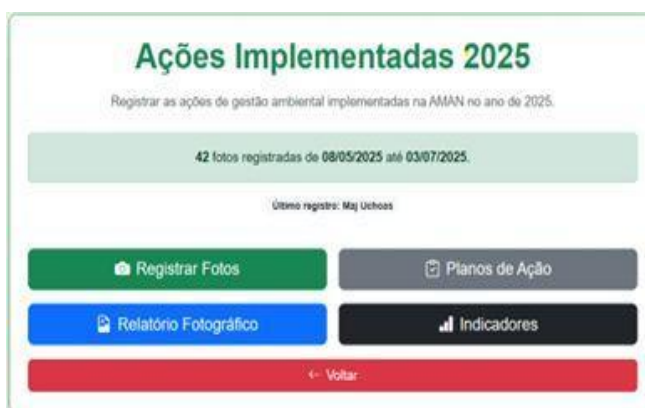 Ações Implementadas 2025
Registrar as ações de gestão ambiental implementadas na AMAN no ano de 2025.
42 fotos registradas de 08/05/2025 até 03/07/2025.
Último registro: Maj Uchoas
Registrar Fotos
Planos de Ação
Relatório Fotográfico
Indicadores
← Voltar